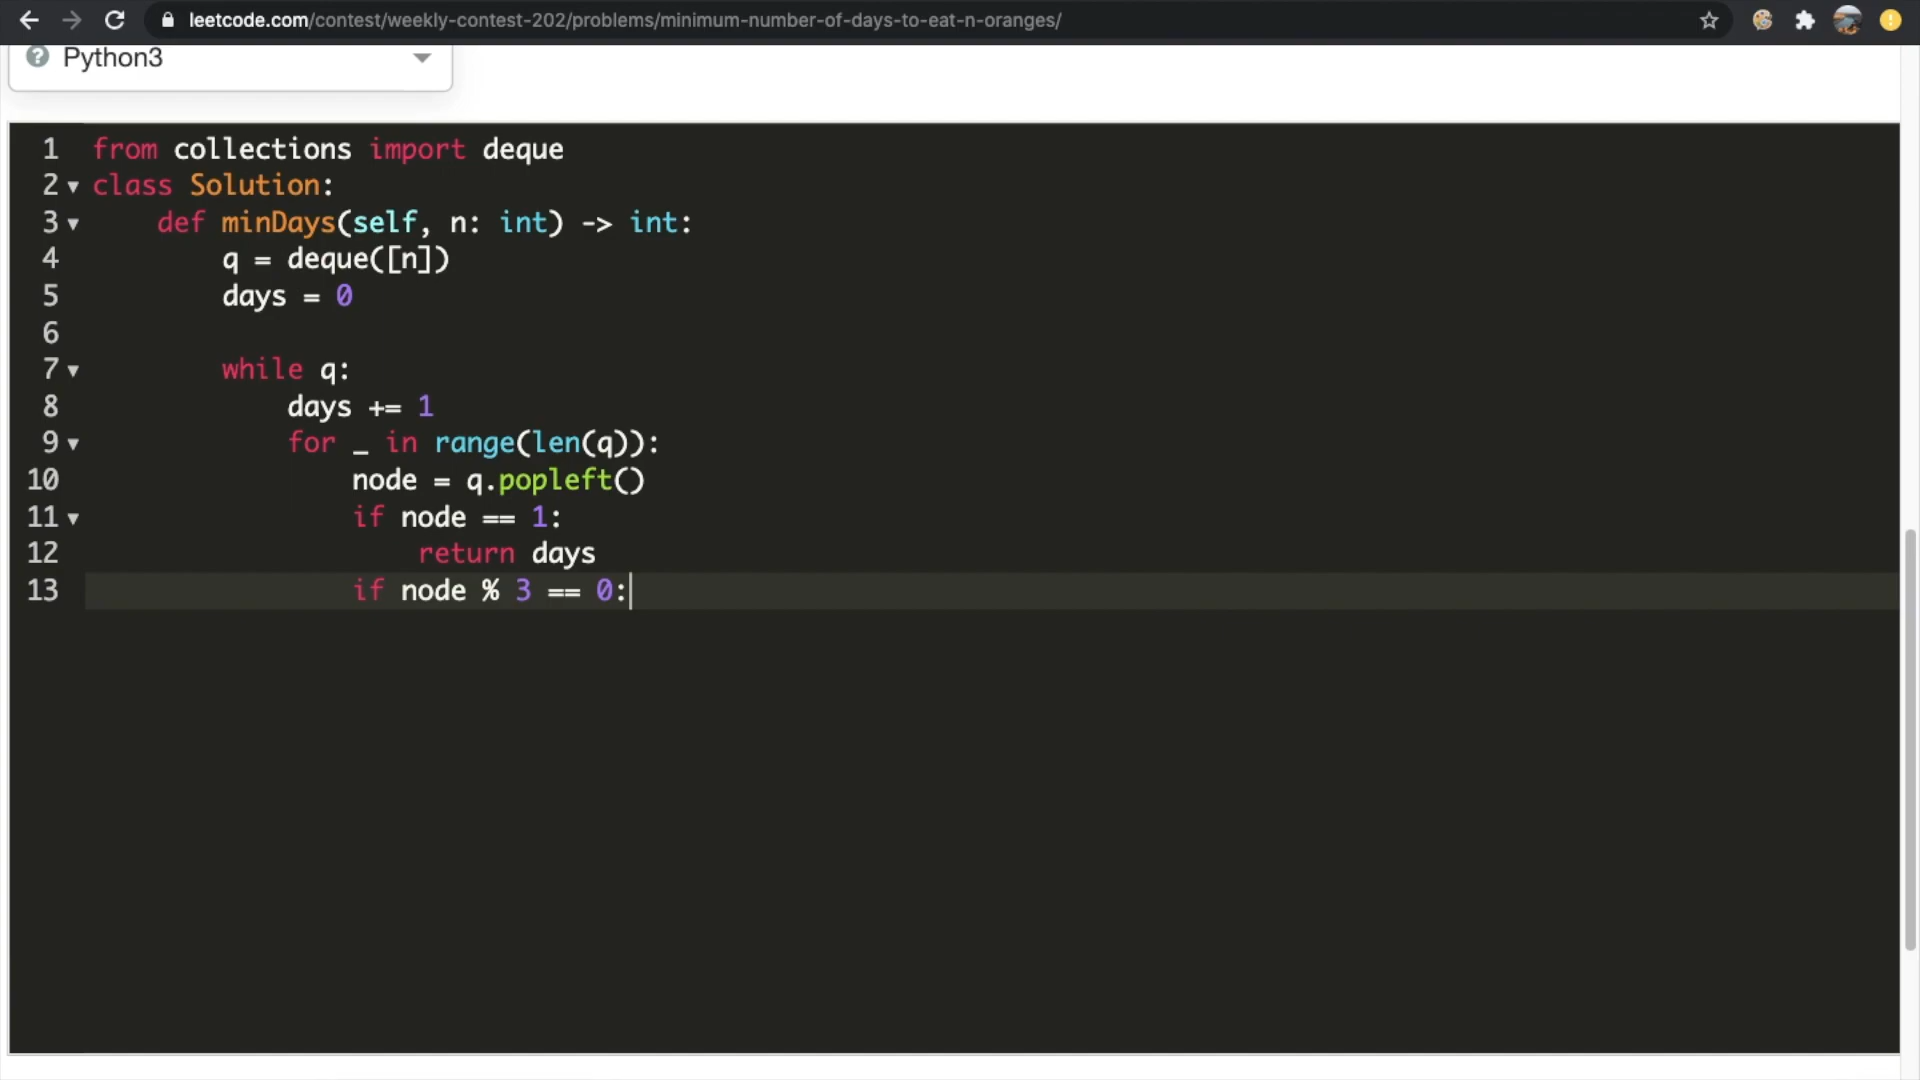 leetcode.com/contest/weekly-contest-202/problems/minimum-number-of-days-to-eat-n-oranges/
Python3
1 from collections import deque
2 class Solution:
3     def minDays(self, n: int) -> int:
4         q = deque([n])
5         days = 0
6
7         while q:
8             days += 1
9             for _ in range(len(q)):
10                 node = q.popleft()
11                 if node == 1:
12                     return days
13                 if node % 3 == 0: